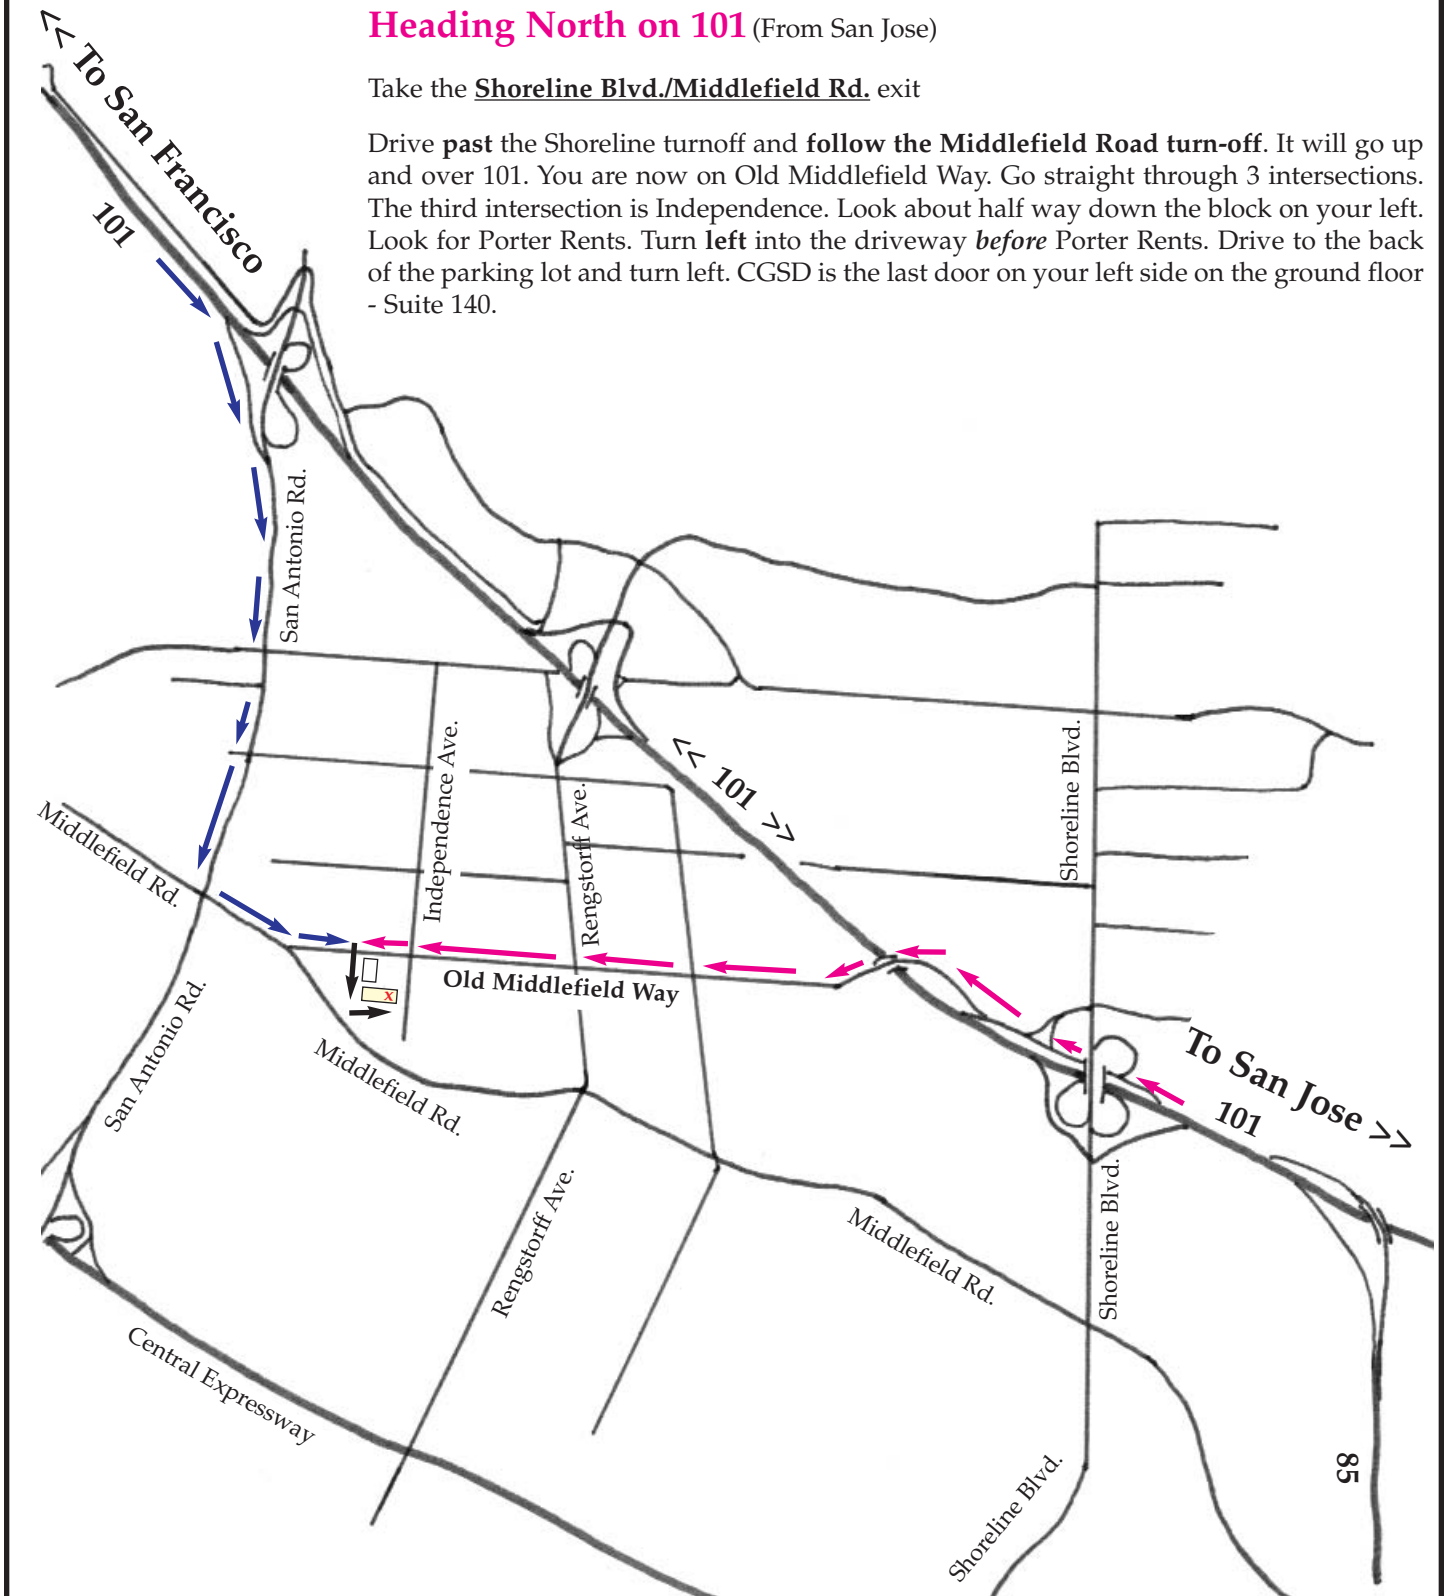 Heading North on 101 (From San Jose)
Take the Shoreline Blvd./Middlefield Rd. exit
Drive past the Shoreline turnoff and follow the Middlefield Road turn-off. It will go up
and over 101. You are now on Old Middlefield Way. Go straight through 3 intersections.
The third intersection is Independence. Look about half way down the block on your left.
Look for Porter Rents. Turn left into the driveway before Porter Rents. Drive to the back
of the parking lot and turn left. CGSD is the last door on your left side on the ground floor
- Suite 140.
<< To San Francisco
101
San Antonio Rd.
<< 101 >>
Shoreline Blvd.
Independence Ave.
Rengstorff Ave.
Middlefield Rd.
Old Middlefield Way
x
San Antonio Rd.
Middlefield Rd.
To San Jose >>
101
Rengstorff Ave.
Middlefield Rd.
Shoreline Blvd.
Central Expressway
85
Shoreline Blvd.